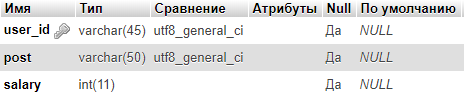 Имя Тип Сравнение Атрибуты Null По умолчанию
user_id varchar(45) utf8_general_ci Да NULL
post varchar(50) utf8_general_ci Да NULL
salary int(11) Да NULL